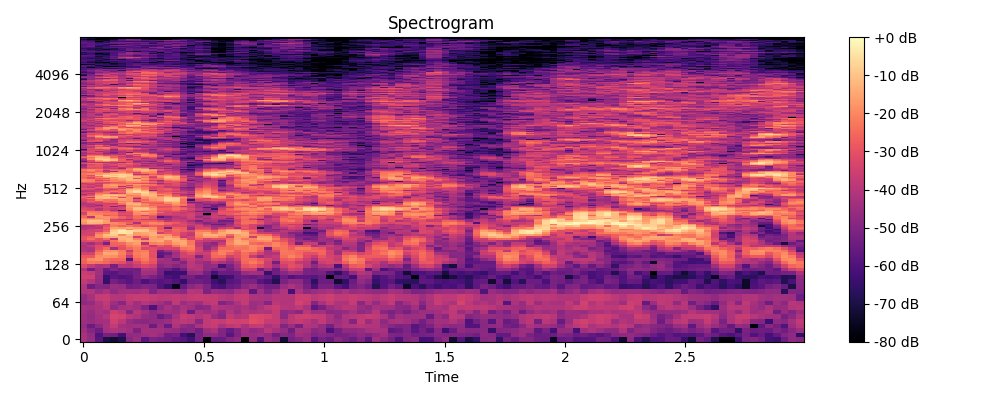 Spectrogram
+0 dB
4096
-10 dB
2048
-20 dB
1024
-30 dB
Hz
512
-40 dB
256
-50 dB
128
-60 dB
64
-70 dB
0
-80 dB
0 0.5 1 1.5 2 2.5
Time